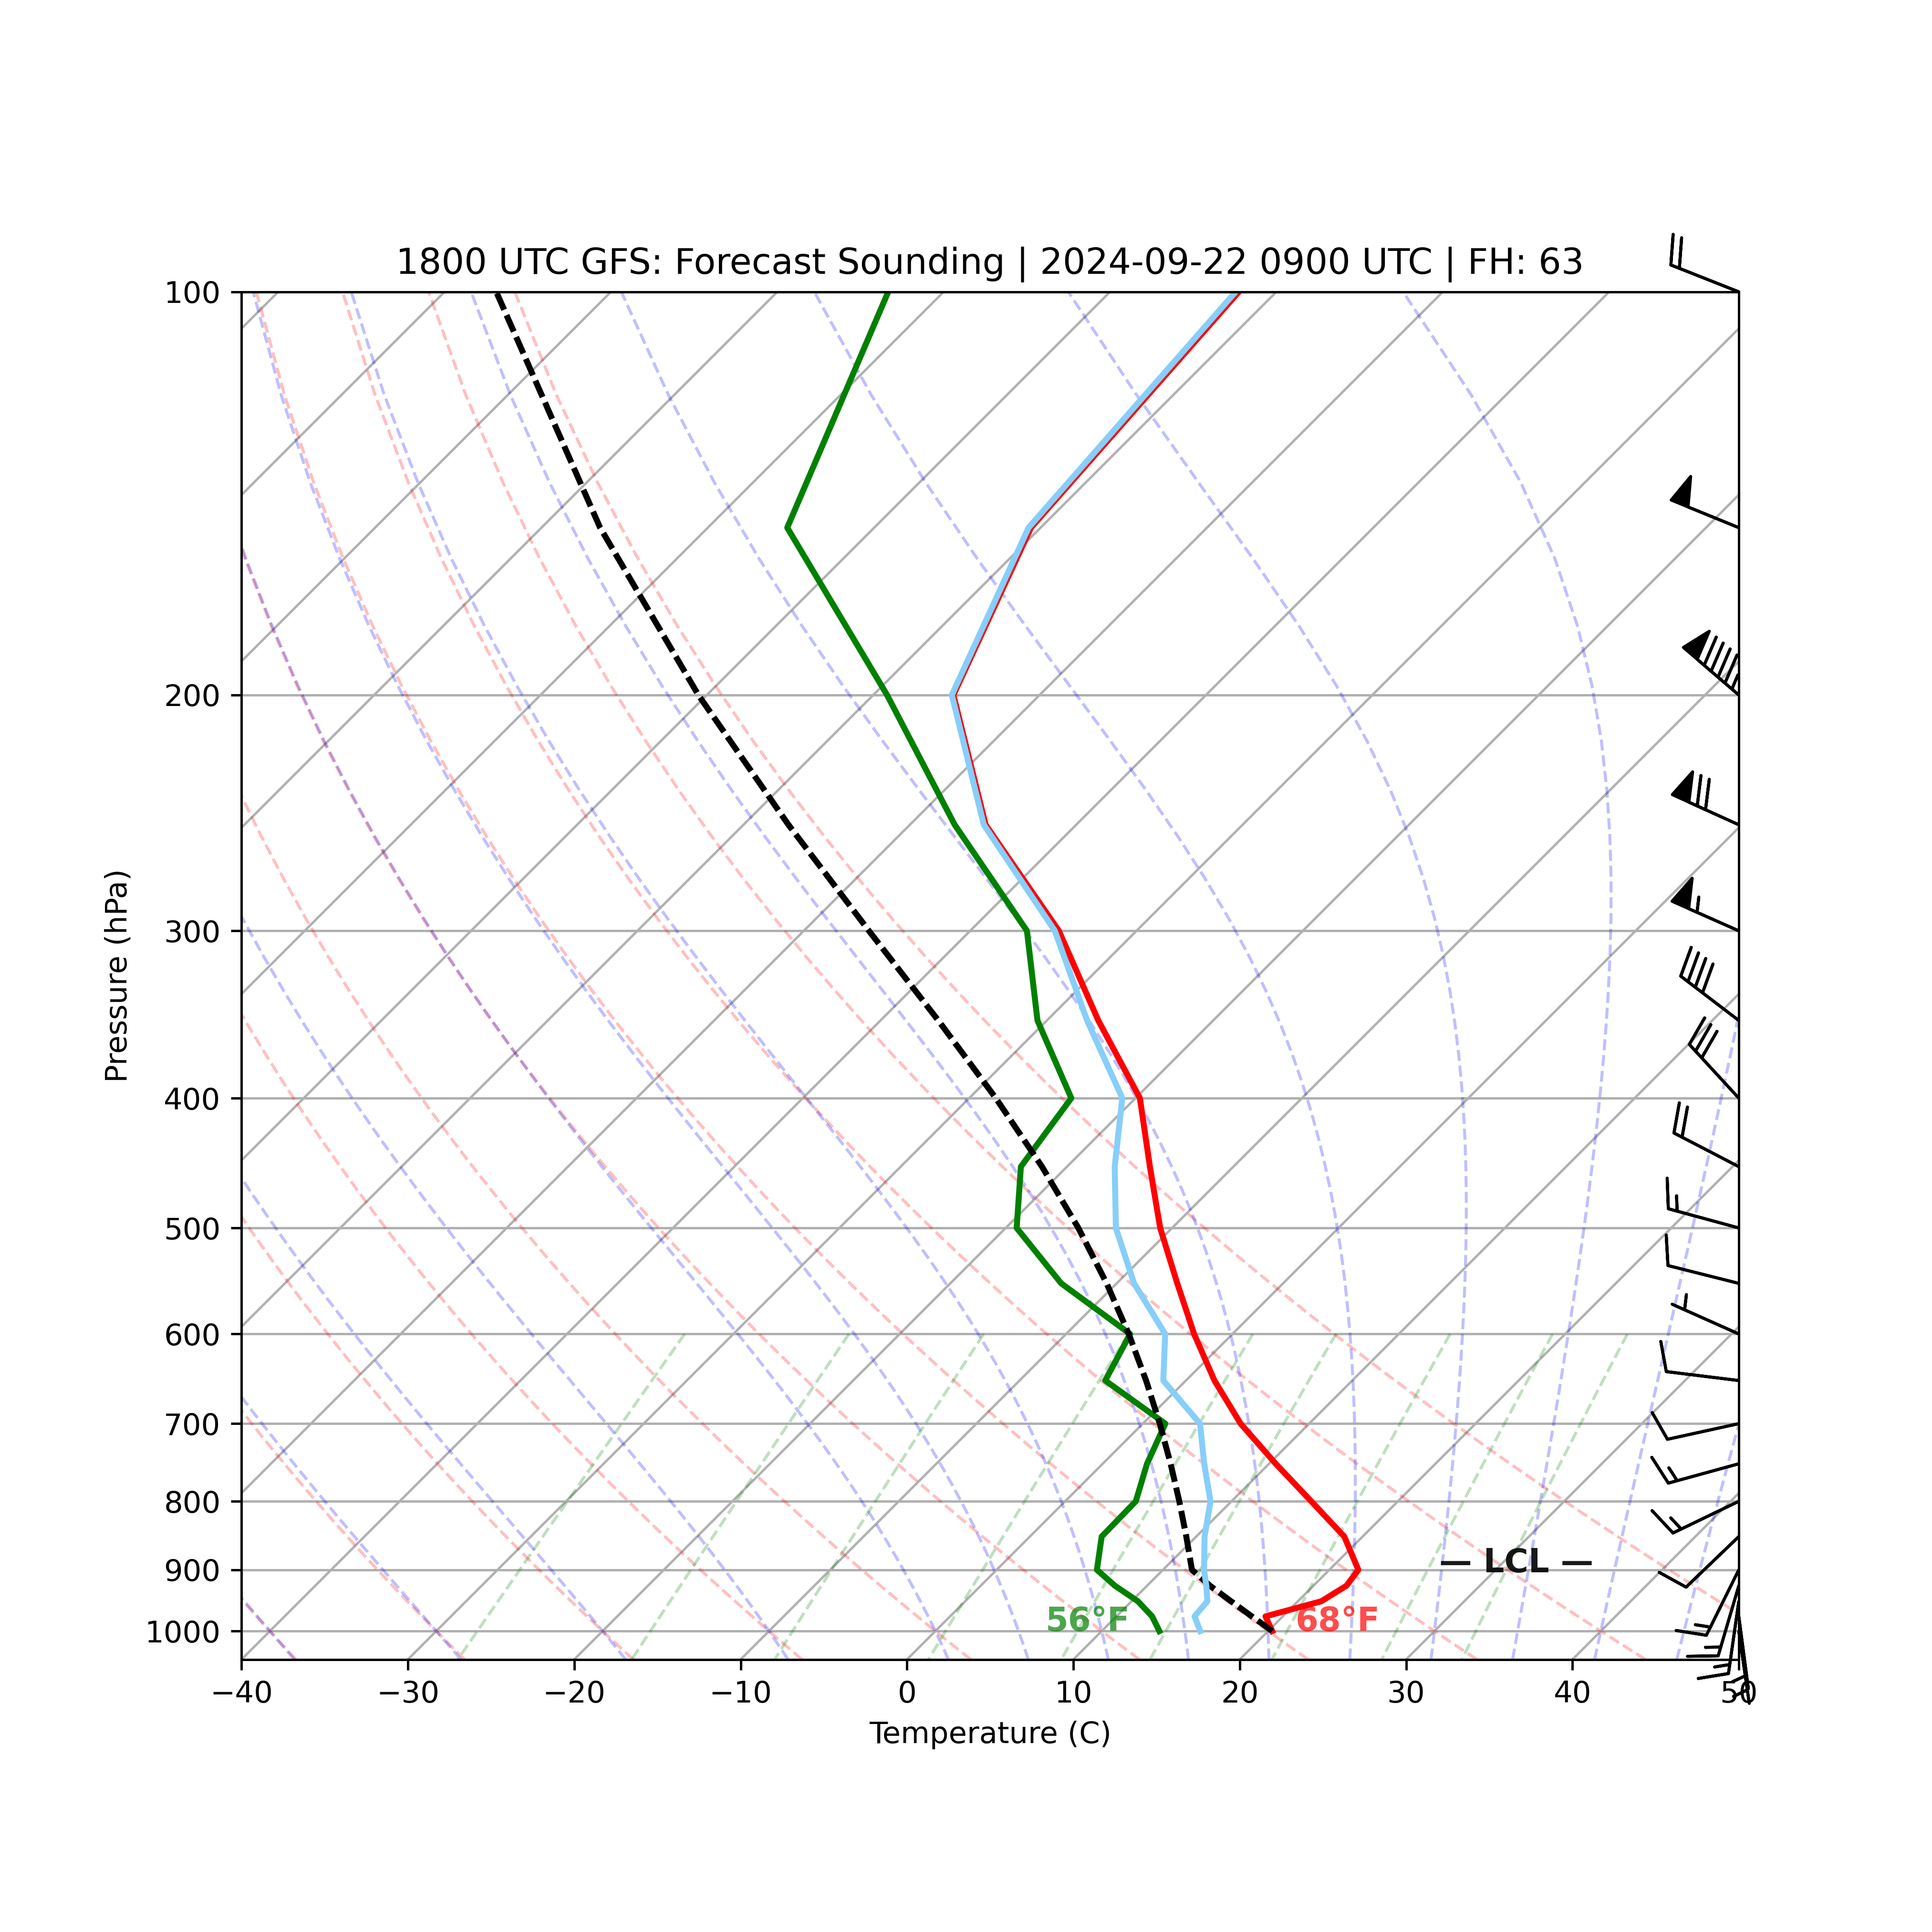 1800 UTC GFS: Forecast Sounding | 2024-09-22 0900 UTC | FH: 63
100
200
300
400
500
600
700
800
900
1000
Pressure (hPa)
— LCL —
56°F
68°F
−40 −30 −20 −10 0 10 20 30 40 50
Temperature (C)